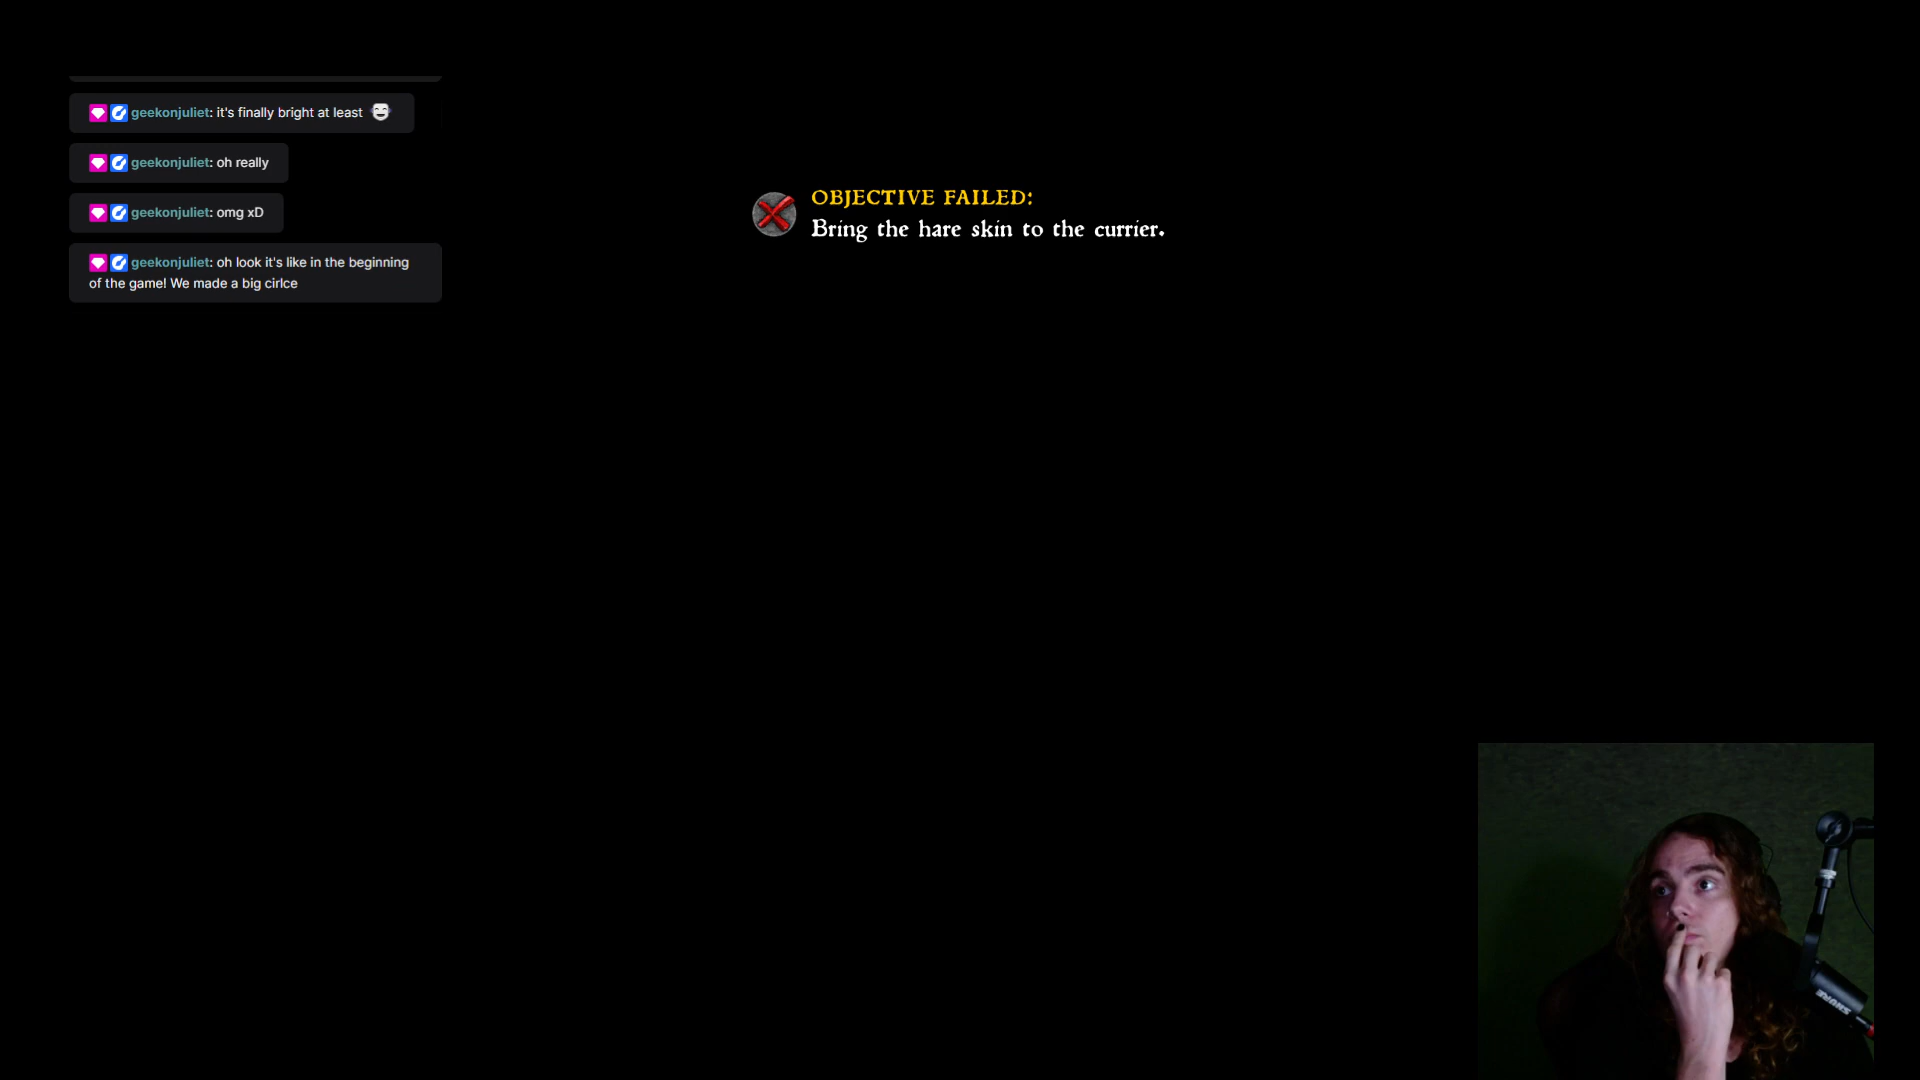 geekonjuliet: it's finally bright at least
geekonjuliet: oh really
geekonjuliet: omg xD
geekonjuliet: oh look it's like in the beginning
of the game! We made a big cirlce
OBJECTIVE FAILED:
Bring the hare skin to the currier.
SHURE